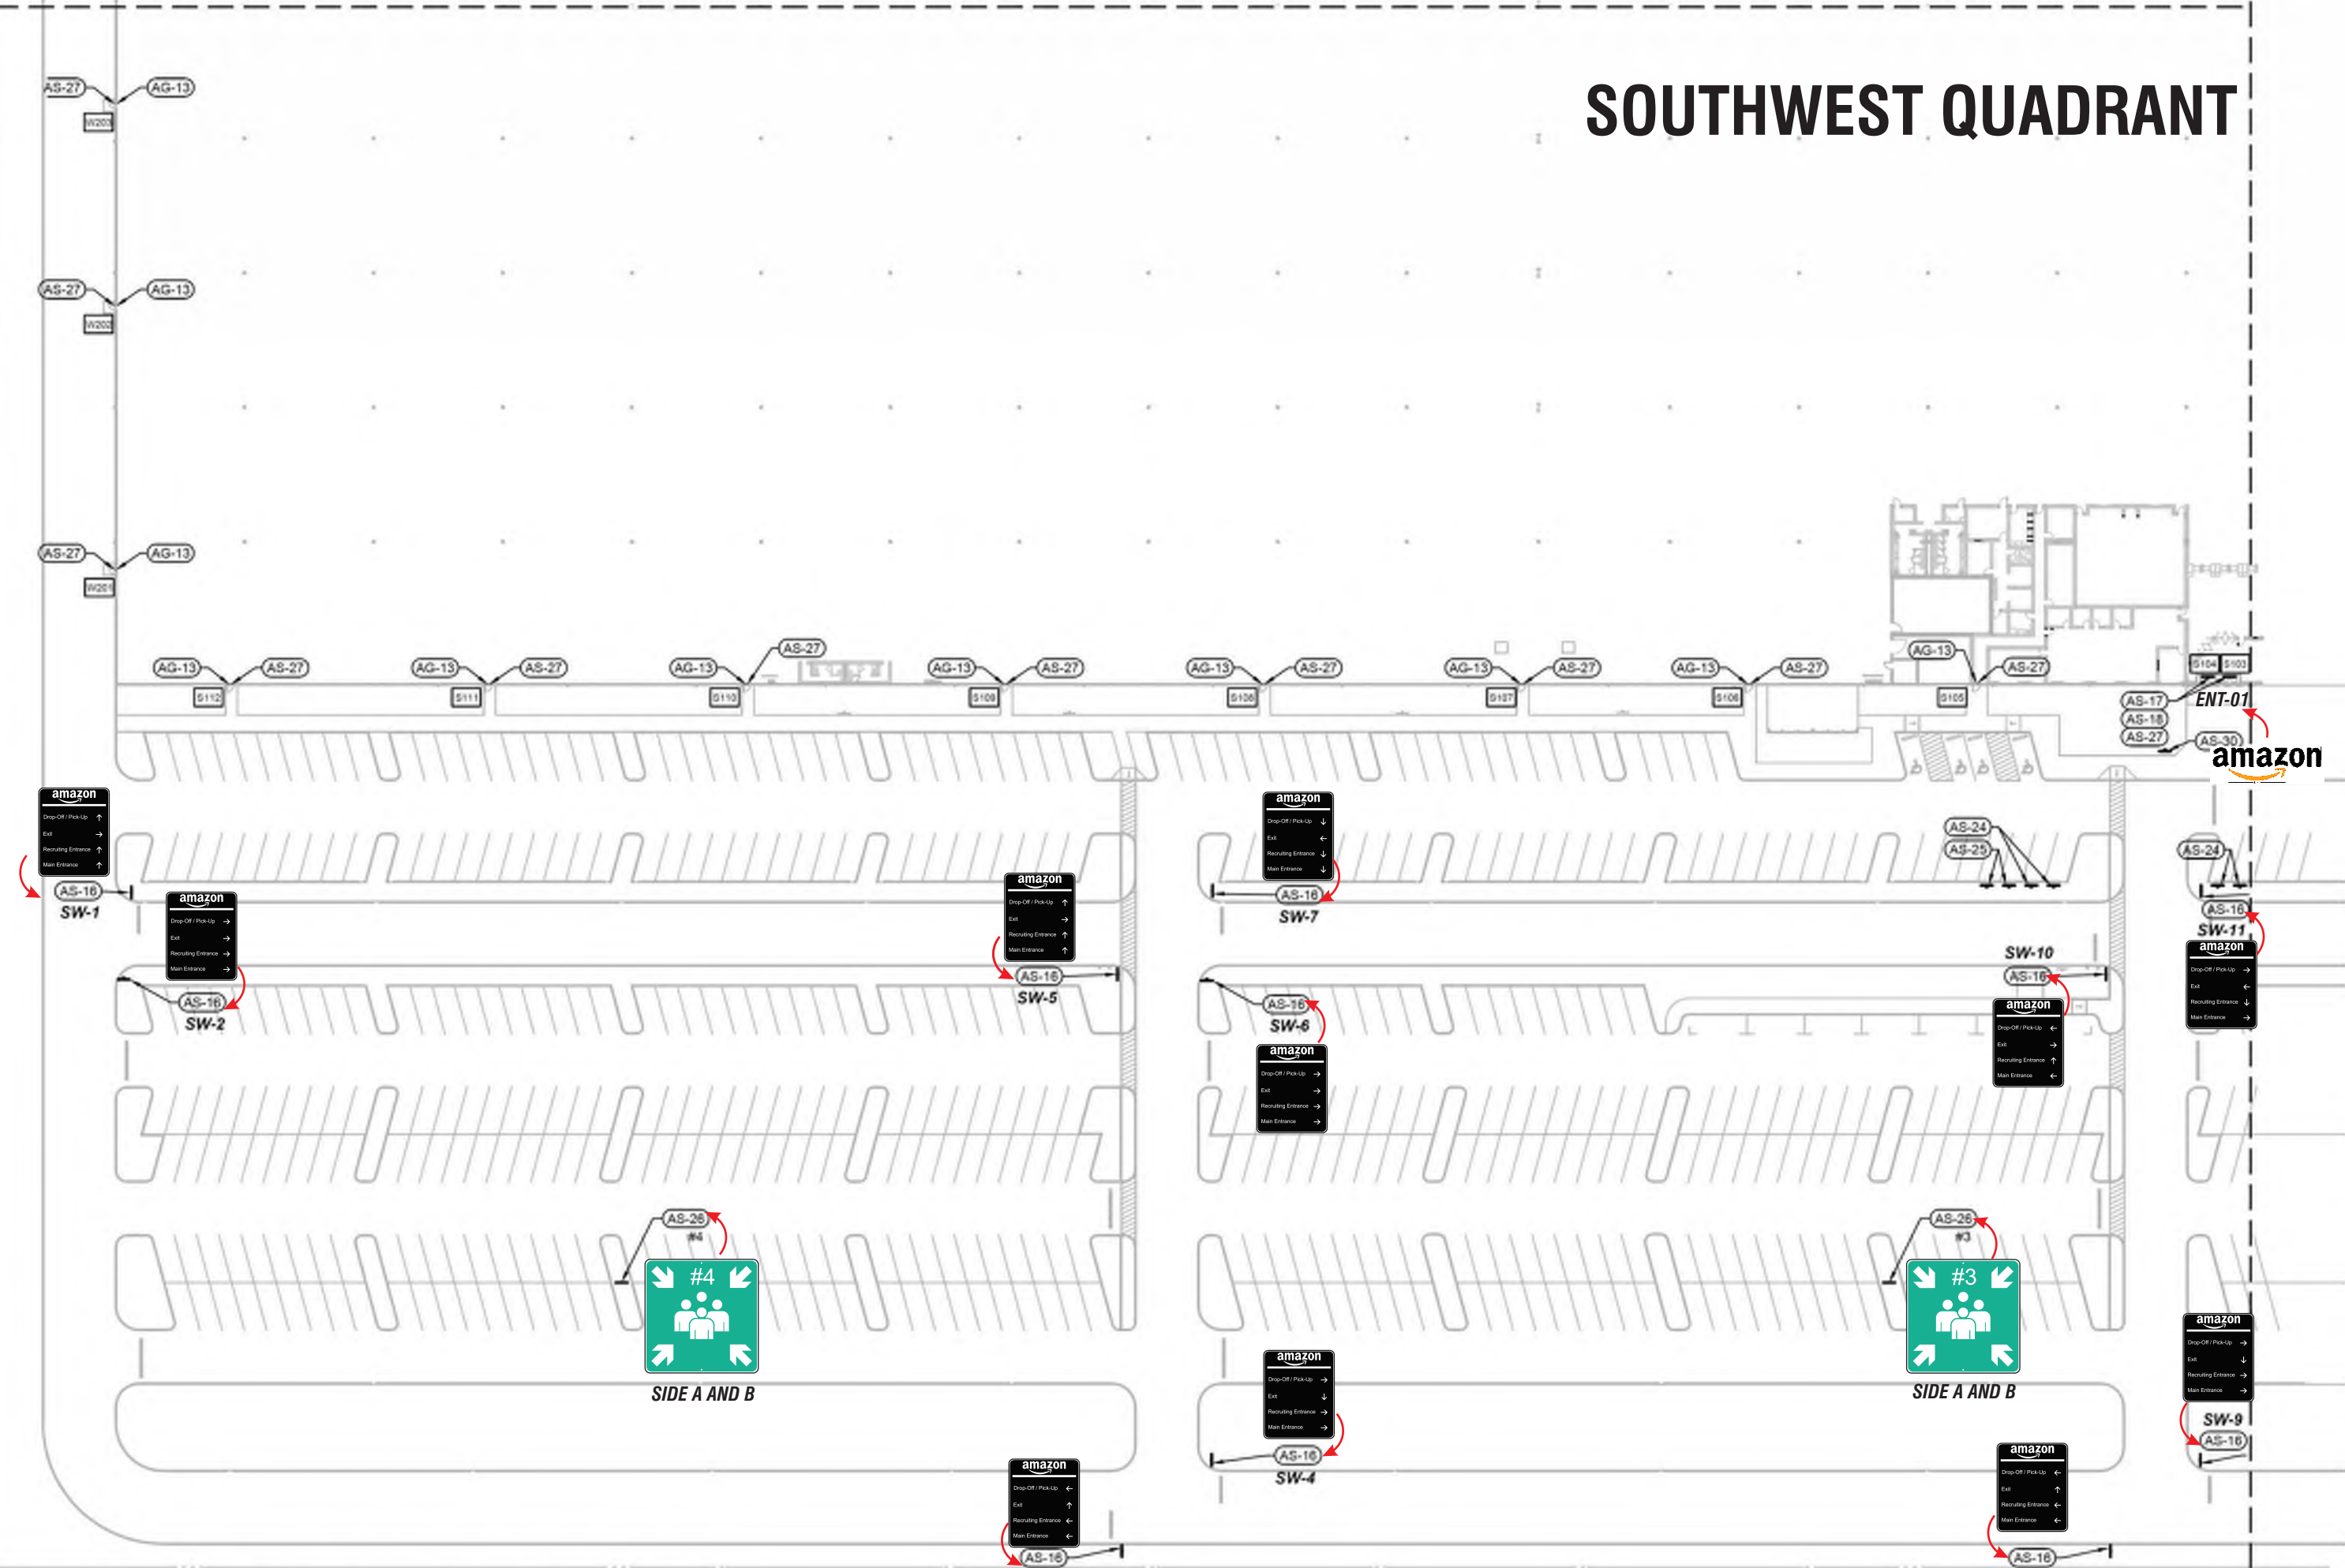 SOUTHWEST QUADRANT
AS-27 AG-13
W203
AS-27 AG-13
W202
AS-27 AG-13
W201
AG-13 AS-27
S112
AG-13 AS-27
S111
AG-13 AS-27
S110
AG-13 AS-27
S109
AG-13 AS-27
S108
AG-13 AS-27
S107
AG-13 AS-27
S106
AG-13 AS-27
S105
S104 S103
AS-17 ENT-01
AS-18
AS-27
AS-30
amazon
amazon
Drop-Off / Pick-Up ↑
Exit →
Recruiting Entrance ↑
Main Entrance ↑
AS-16
SW-1
amazon
Drop-Off / Pick-Up →
Exit →
Recruiting Entrance →
Main Entrance →
AS-16
SW-2
amazon
Drop-Off / Pick-Up ↑
Exit →
Recruiting Entrance ↑
Main Entrance ↑
AS-16
SW-5
amazon
Drop-Off / Pick-Up ↓
Exit ←
Recruiting Entrance ↓
Main Entrance ↓
AS-16
SW-7
AS-24
AS-25
AS-24
AS-16
SW-11
amazon
Drop-Off / Pick-Up →
Exit ←
Recruiting Entrance ↓
Main Entrance →
SW-10
AS-16
amazon
Drop-Off / Pick-Up ←
Exit →
Recruiting Entrance ↑
Main Entrance ←
AS-16
SW-6
amazon
Drop-Off / Pick-Up →
Exit →
Recruiting Entrance →
Main Entrance →
AS-26
#4
#4
SIDE A AND B
AS-26
#3
#3
SIDE A AND B
amazon
Drop-Off / Pick-Up →
Exit ↓
Recruiting Entrance →
Main Entrance →
AS-16
SW-4
amazon
Drop-Off / Pick-Up →
Exit ↓
Recruiting Entrance →
Main Entrance →
SW-9
AS-16
amazon
Drop-Off / Pick-Up ←
Exit ↑
Recruiting Entrance ←
Main Entrance ←
AS-16
amazon
Drop-Off / Pick-Up ←
Exit ↑
Recruiting Entrance ←
Main Entrance ←
AS-16